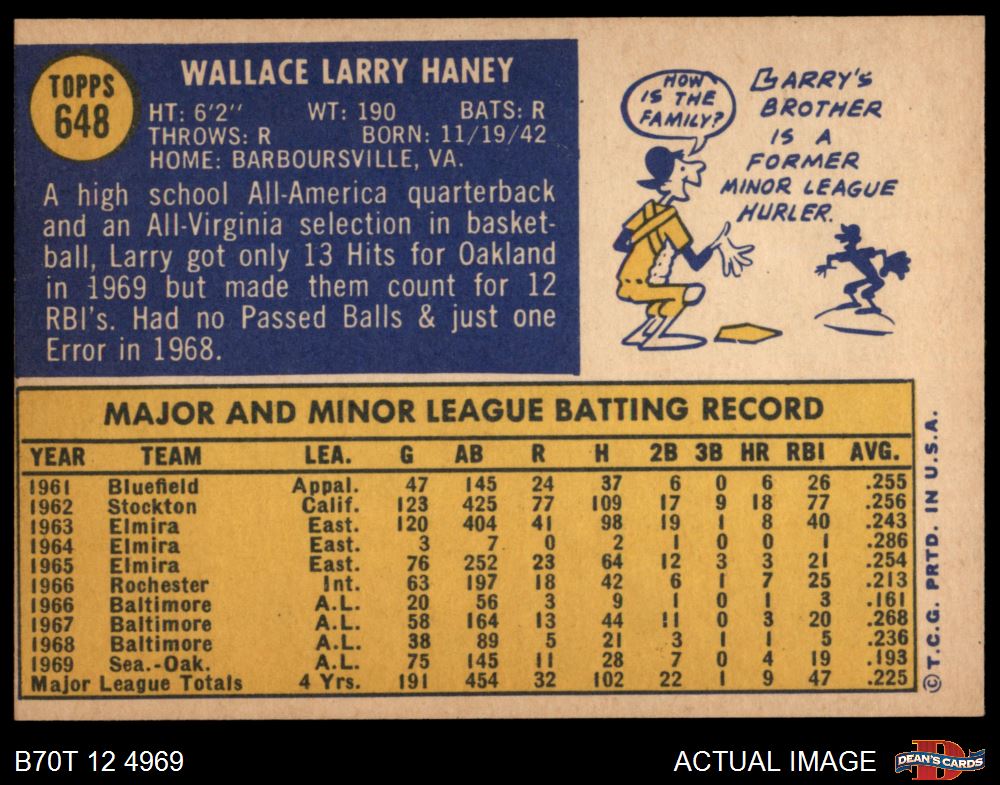 TOPPS
648
WALLACE LARRY HANEY
HT: 6'2" WT: 190 BATS: R
THROWS: R BORN: 11/19/42
HOME: BARBOURSVILLE, VA.
A high school All-America quarterback
and an All-Virginia selection in basket-
ball, Larry got only 13 Hits for Oakland
in 1969 but made them count for 12
RBI's. Had no Passed Balls & just one
Error in 1968.
HOW
IS THE
FAMILY?
LARRY'S
BROTHER
IS A
FORMER
MINOR LEAGUE
HURLER.
MAJOR AND MINOR LEAGUE BATTING RECORD
YEAR TEAM LEA. G AB R H 2B 3B HR RBI AVG.
1961 Bluefield Appal. 47 145 24 37 6 0 6 26 .255
1962 Stockton Calif. 123 425 77 109 17 9 18 77 .256
1963 Elmira East. 120 404 41 98 19 1 8 40 .243
1964 Elmira East. 3 7 0 2 1 0 0 1 .286
1965 Elmira East. 76 252 23 64 12 3 3 21 .254
1966 Rochester Int. 63 197 18 42 6 1 7 25 .213
1966 Baltimore A.L. 20 56 3 9 1 0 1 3 .161
1967 Baltimore A.L. 58 164 13 44 11 0 3 20 .268
1968 Baltimore A.L. 38 89 5 21 3 1 1 5 .236
1969 Sea.-Oak. A.L. 75 145 11 28 7 0 4 19 .193
Major League Totals 4 Yrs. 191 454 32 102 22 1 9 47 .225
©T.C.G. PRTD. IN U.S.A.
B70T 12 4969
ACTUAL IMAGE
D
DEAN'S CARDS